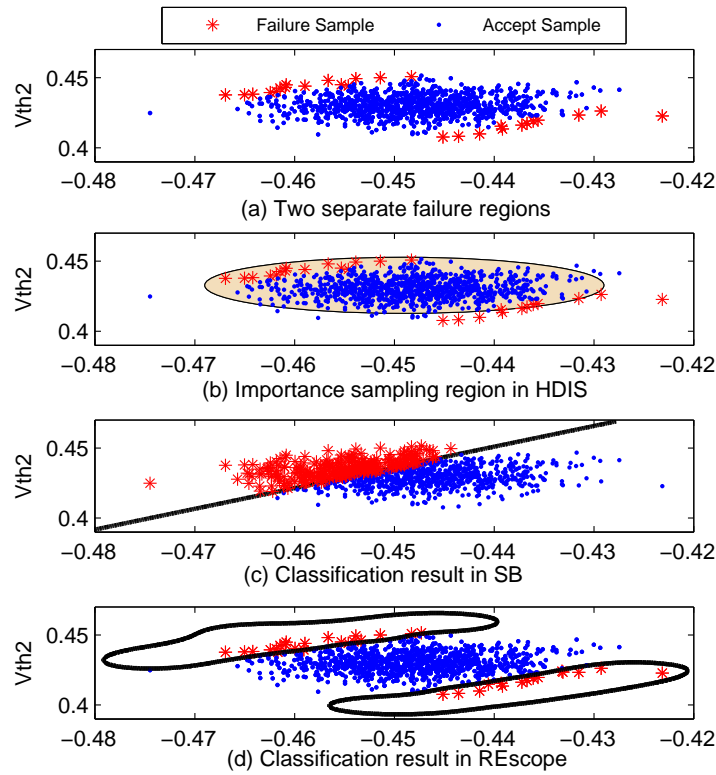 Failure Sample
Accept Sample
Vth2
0.45
0.4
−0.48 −0.47 −0.46 −0.45 −0.44 −0.43 −0.42
(a) Two separate failure regions
Vth2
0.45
0.4
−0.48 −0.47 −0.46 −0.45 −0.44 −0.43 −0.42
(b) Importance sampling region in HDIS
Vth2
0.45
0.4
−0.48 −0.47 −0.46 −0.45 −0.44 −0.43 −0.42
(c) Classification result in SB
Vth2
0.45
0.4
−0.48 −0.47 −0.46 −0.45 −0.44 −0.43 −0.42
(d) Classification result in REscope